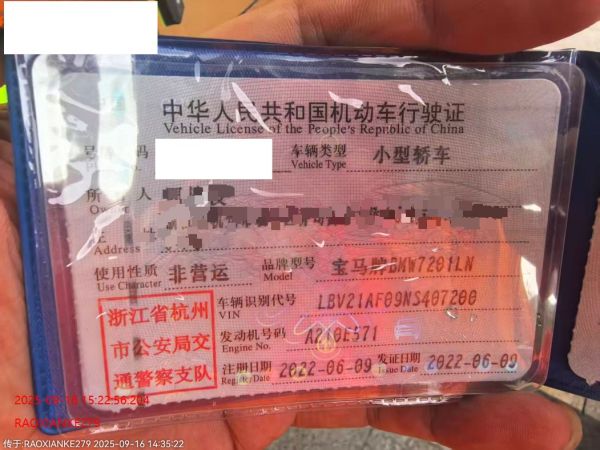 中华人民共和国机动车行驶证
Vehicle License of the People's Republic of China
号 码 车辆类型 小型轿车
Vehicle Type
所 人
Owner
住
Address
使用性质 非营运 品牌型号 宝马牌BMW7201LN
Use Character Model
浙江省杭州
市公安局交
通警察支队
车辆识别代号 LBV21AF09NS407200
VIN
发动机号码 A210E571
Engine No.
注册日期 2022-06-09 发证日期 2022-06-09
Register Date Issue Date
2025-09-16 15:22:56.204
RAOXIANKE279
传于:RAOXIANKE279 2025-09-16 14:35:22